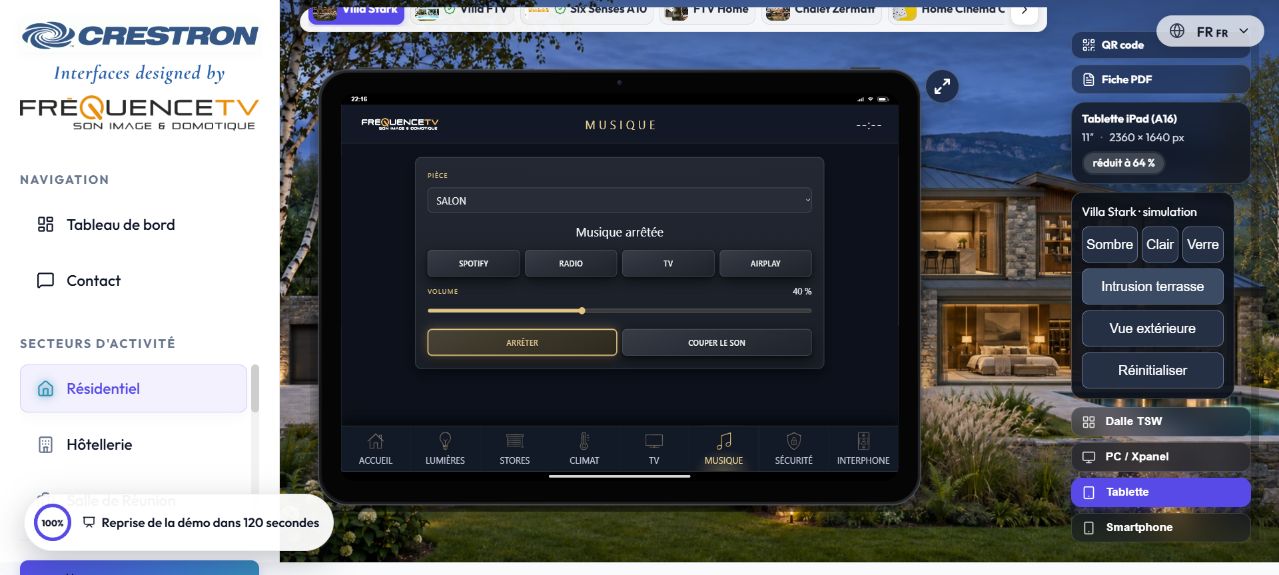 CRESTRON
Interfaces designed by
FRÉQUENCETV
SON IMAGE & DOMOTIQUE
NAVIGATION
Tableau de bord
Contact
SECTEURS D'ACTIVITÉ
Résidentiel
Hôtellerie
Salle de Réunion
100% Reprise de la démo dans 120 secondes
Villa Stark
Villa FTV
Six Senses A10
FTV Home
Chalet Zermatt
Home Cinema C
FR FR
22:16
FRÉQUENCETV
SON IMAGE & DOMOTIQUE
MUSIQUE
--:--
PIÈCE
SALON
Musique arrêtée
SPOTIFY RADIO TV AIRPLAY
VOLUME 40 %
ARRÊTER COUPER LE SON
ACCUEIL LUMIÈRES STORES CLIMAT TV MUSIQUE SÉCURITÉ INTERPHONE
QR code
Fiche PDF
Tablette iPad (A16)
11" · 2360 × 1640 px
réduit à 64 %
Villa Stark · simulation
Sombre Clair Verre
Intrusion terrasse
Vue extérieure
Réinitialiser
Dalle TSW
PC / Xpanel
Tablette
Smartphone